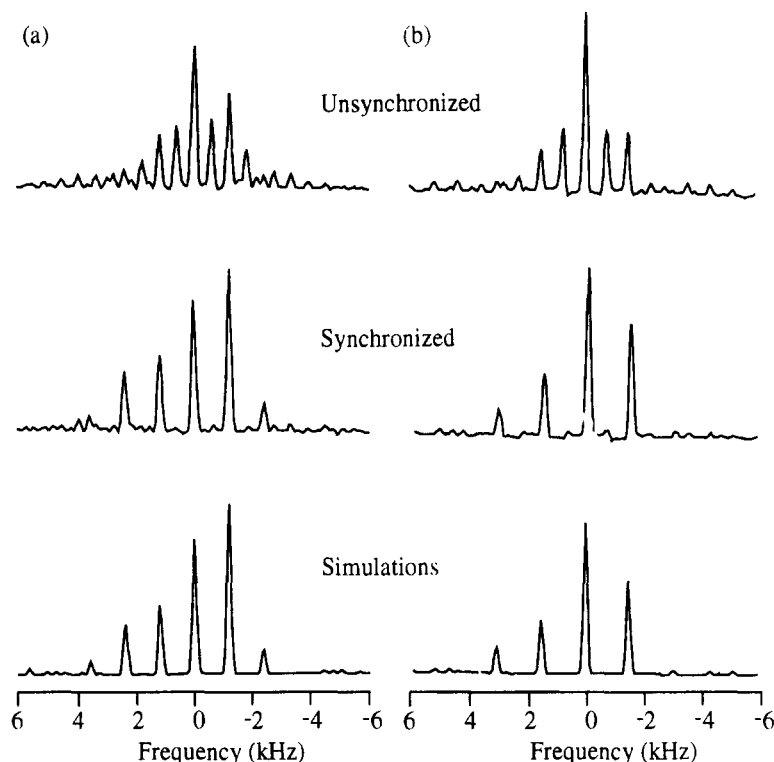 (a)
(b)
Unsynchronized
Synchronized
Simulations
6 4 2 0 -2 -4 -6
6 4 2 0 -2 -4 -6
Frequency (kHz)
Frequency (kHz)